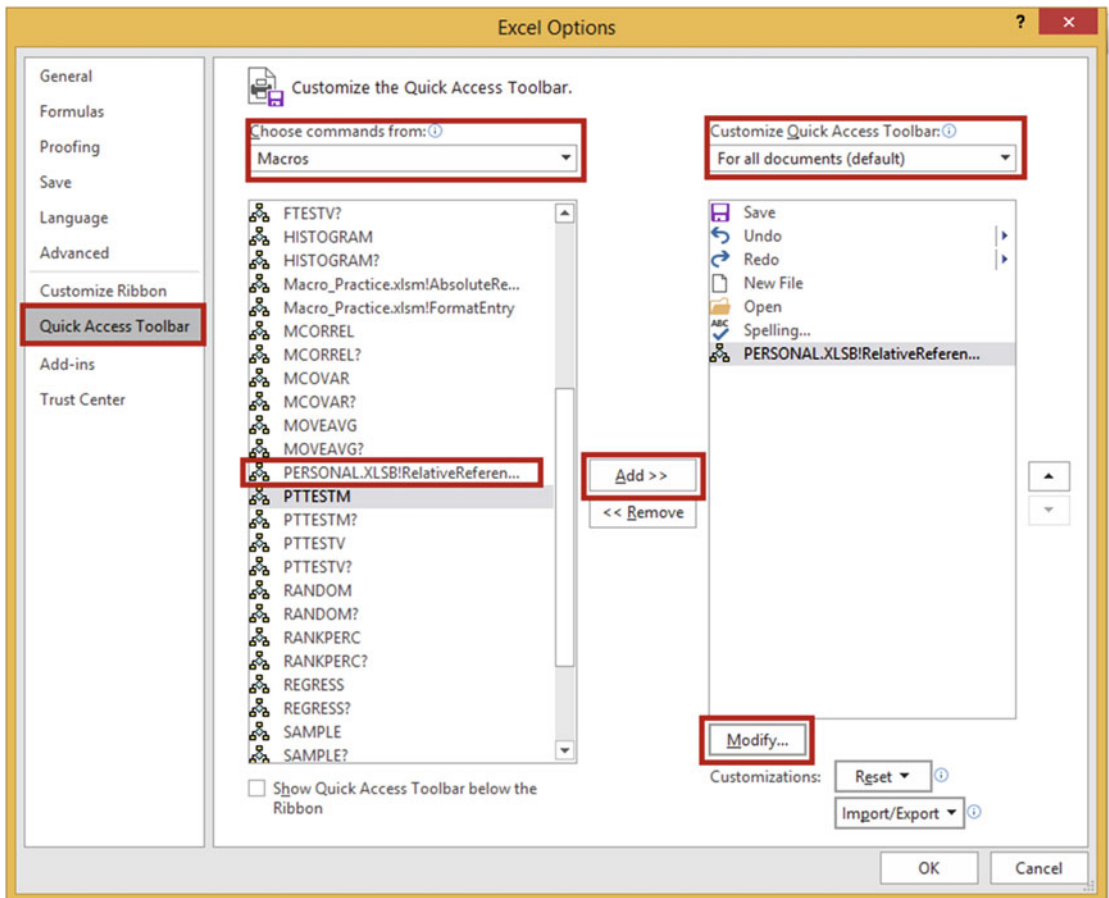 Excel Options
?
×
General
Formulas
Proofing
Save
Language
Advanced
Customize Ribbon
Quick Access Toolbar
Add-ins
Trust Center
Customize the Quick Access Toolbar.
Choose commands from:
Macros
FTESTV?
HISTOGRAM
HISTOGRAM?
Macro_Practice.xlsm!AbsoluteRe...
Macro_Practice.xlsm!FormatEntry
MCORREL
MCORREL?
MCOVAR
MCOVAR?
MOVEAVG
MOVEAVG?
PERSONAL.XLSB!RelativeReferen...
PTTESTM
PTTESTM?
PTTESTV
PTTESTV?
RANDOM
RANDOM?
RANKPERC
RANKPERC?
REGRESS
REGRESS?
SAMPLE
SAMPLE?
Show Quick Access Toolbar below the
Ribbon
Add >>
<< Remove
Customize Quick Access Toolbar:
For all documents (default)
Save
Undo
Redo
New File
Open
ABC
Spelling...
PERSONAL.XLSB!RelativeReferen...
Modify...
Customizations:
Reset
Import/Export
OK
Cancel